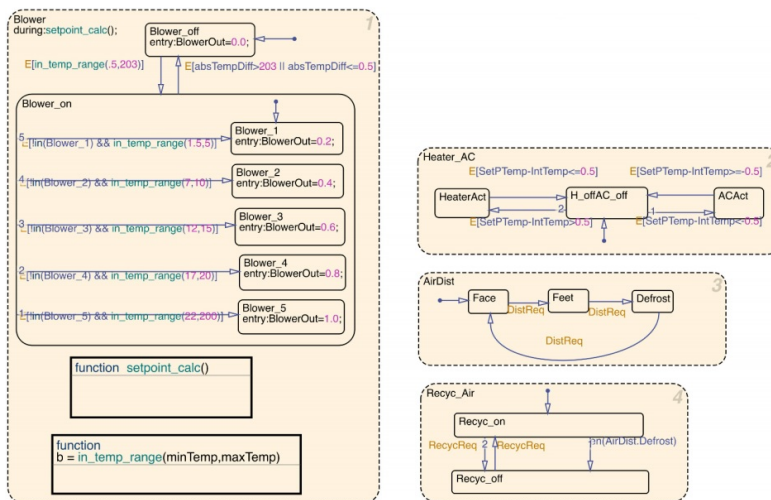 Blower
during:setpoint_calc();
1
Blower_off
entry:BlowerOut=0.0;
E[in_temp_range(.5,203)]
E[absTempDiff>203 || absTempDiff<=0.5]
Blower_on
5
E[!in(Blower_1) && in_temp_range(1.5,5)]
Blower_1
entry:BlowerOut=0.2;
4
E[!in(Blower_2) && in_temp_range(7,10)]
Blower_2
entry:BlowerOut=0.4;
3
E[!in(Blower_3) && in_temp_range(12,15)]
Blower_3
entry:BlowerOut=0.6;
2
E[!in(Blower_4) && in_temp_range(17,20)]
Blower_4
entry:BlowerOut=0.8;
1
E[!in(Blower_5) && in_temp_range(22,200)]
Blower_5
entry:BlowerOut=1.0;
function setpoint_calc()
function
b = in_temp_range(minTemp,maxTemp)
Heater_AC
2
E[SetPTemp-IntTemp<=0.5]
E[SetPTemp-IntTemp>=-0.5]
HeaterAct
H_offAC_off
ACAct
2
1
E[SetPTemp-IntTemp>0.5]
E[SetPTemp-IntTemp<-0.5]
AirDist
3
Face
Feet
Defrost
DistReq
DistReq
DistReq
Recyc_Air
4
Recyc_on
RecycReq
2
RecycReq
in(AirDist.Defrost)
Recyc_off